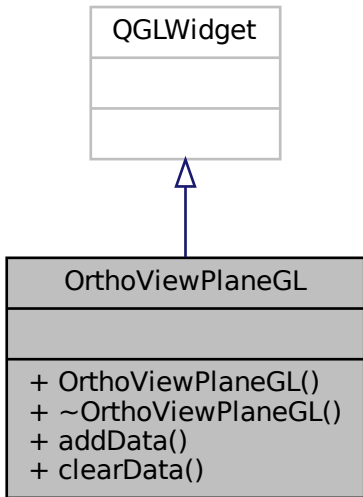 QGLWidget
OrthoViewPlaneGL
+ OrthoViewPlaneGL()
+ ~OrthoViewPlaneGL()
+ addData()
+ clearData()